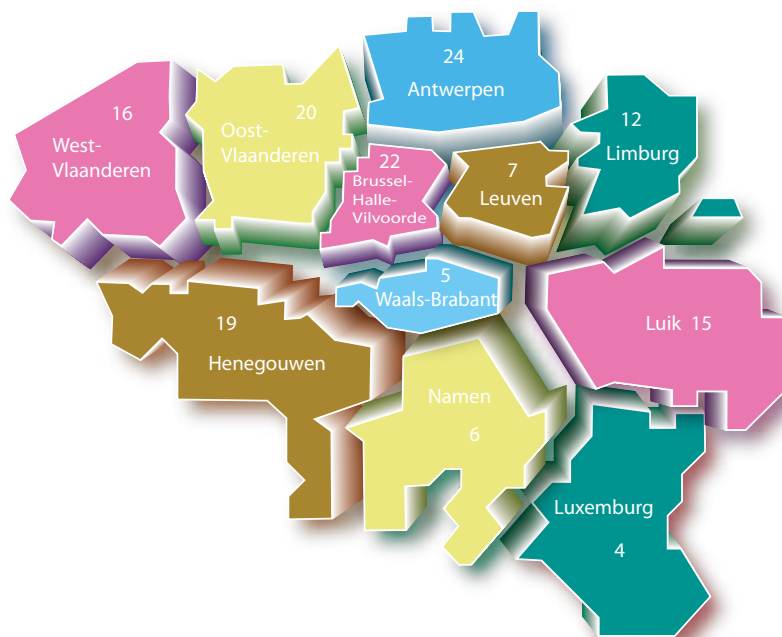 24
Antwerpen
16
West-
Vlaanderen
20
Oost-
Vlaanderen
22
Brussel-
Halle-
Vilvoorde
7
Leuven
12
Limburg
5
Waals-Brabant
19
Henegouwen
Luik 15
Namen
6
Luxemburg
4